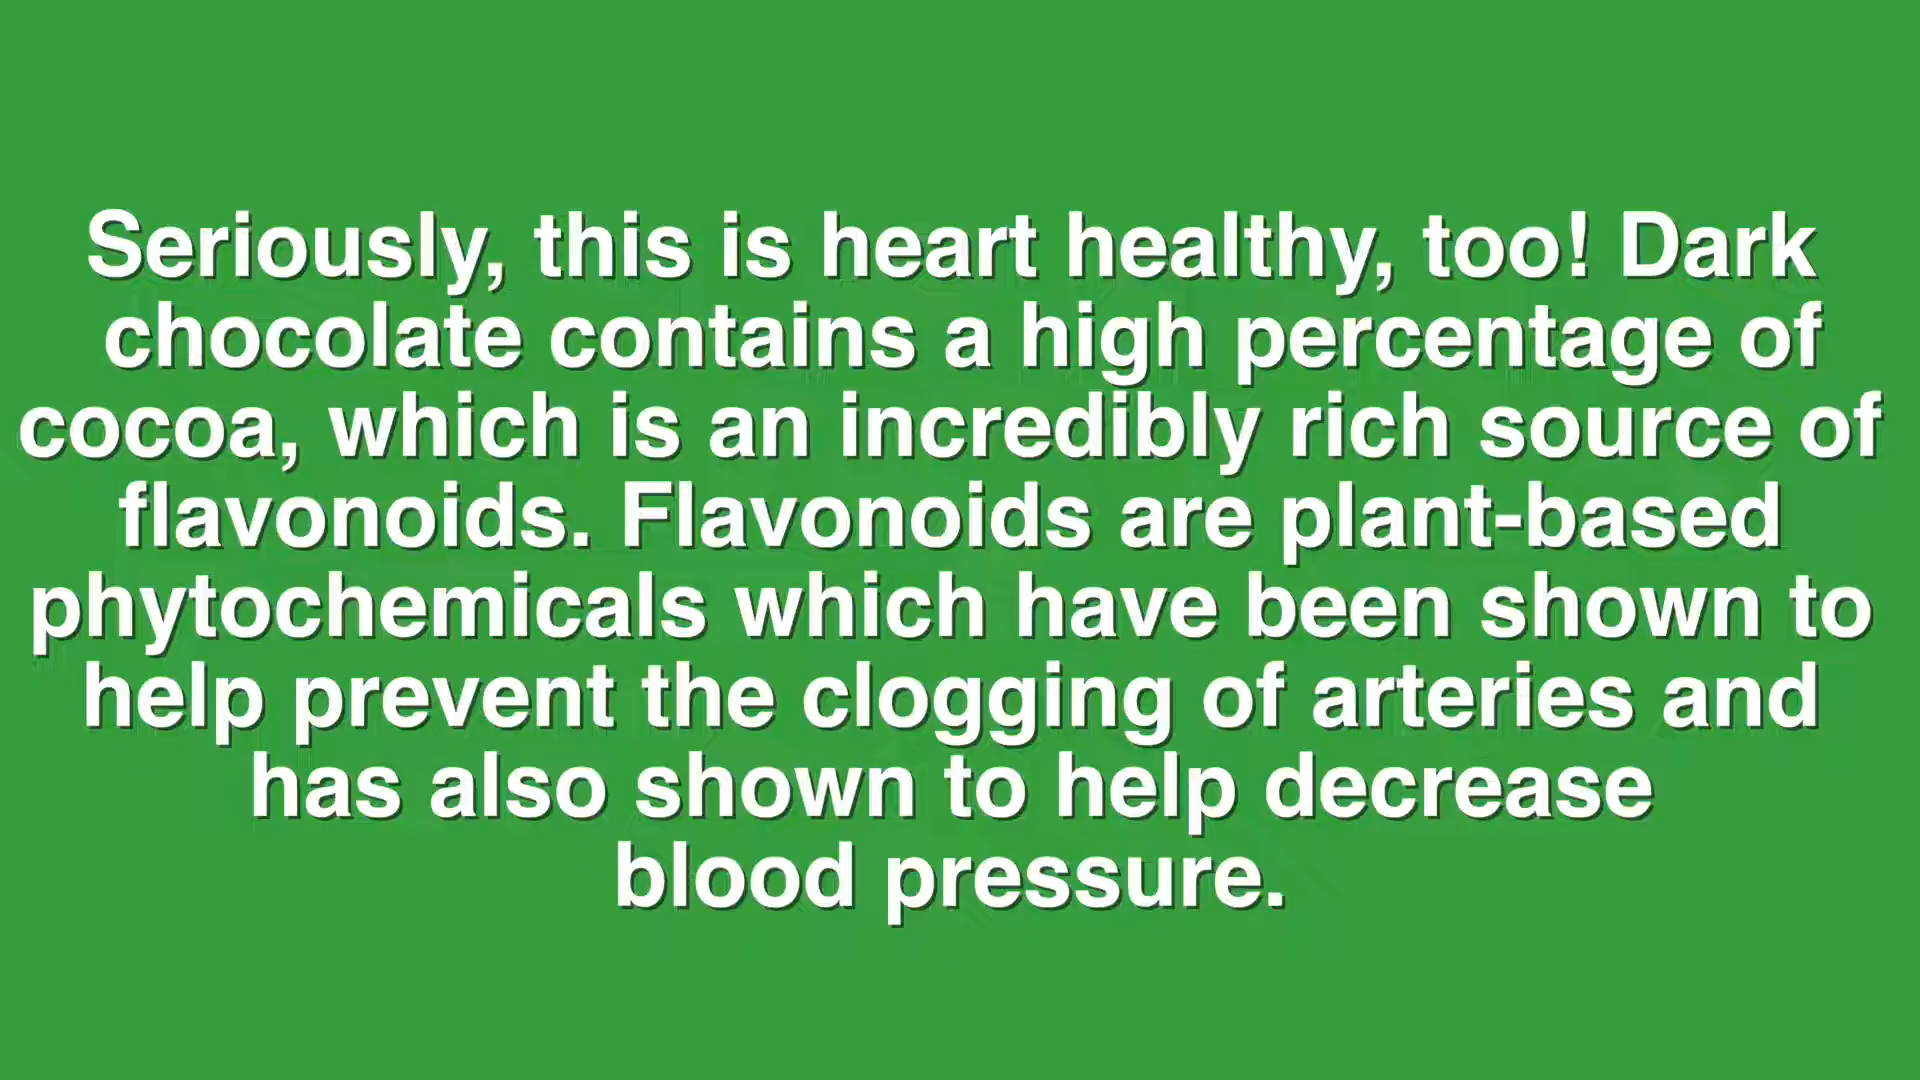 Seriously, this is heart healthy, too! Dark
chocolate contains a high percentage of
cocoa, which is an incredibly rich source of
flavonoids. Flavonoids are plant-based
phytochemicals which have been shown to
help prevent the clogging of arteries and
has also shown to help decrease
blood pressure.